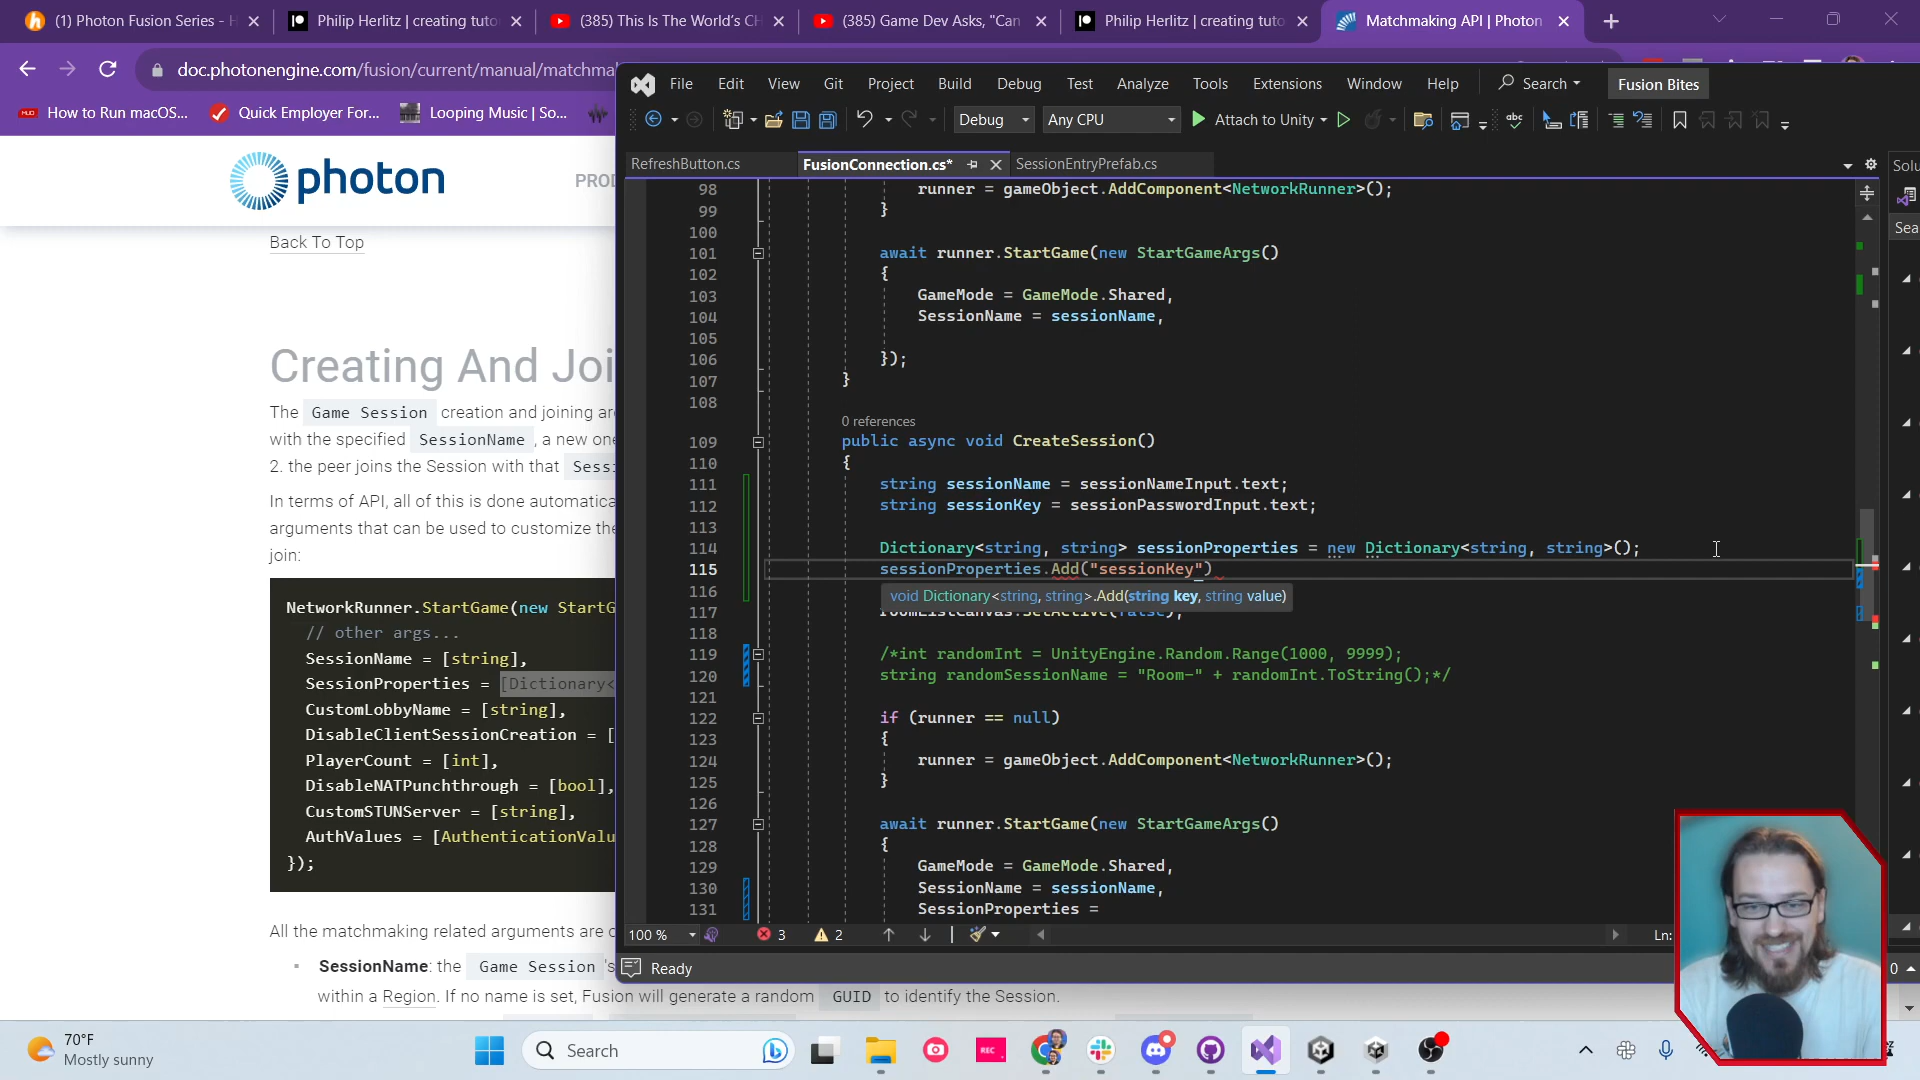 (1) Photon Fusion Series - H
Philip Herlitz | creating tuto
(385) This Is The World's CH
(385) Game Dev Asks, "Can
Philip Herlitz | creating tuto
Matchmaking API | Photon
doc.photonengine.com/fusion/current/manual/matchma
How to Run macOS...
Quick Employer For...
Looping Music | So...
File Edit View Git Project Build Debug Test Analyze Tools Extensions Window Help Search Fusion Bites
Debug Any CPU Attach to Unity
RefreshButton.cs FusionConnection.cs* SessionEntryPrefab.cs
Solu
Sea
photon
PROD
Back To Top
Creating And Joi
The Game Session creation and joining ar
with the specified SessionName , a new one
2. the peer joins the Session with that Sessi
In terms of API, all of this is done automatica
arguments that can be used to customize the
join:
NetworkRunner.StartGame(new StartG
// other args...
SessionName = [string],
SessionProperties = [Dictionary<
CustomLobbyName = [string],
DisableClientSessionCreation = [
PlayerCount = [int],
DisableNATPunchthrough = [bool],
CustomSTUNServer = [string],
AuthValues = [AuthenticationValu
});
All the matchmaking related arguments are o
SessionName: the Game Session 's
within a Region. If no name is set, Fusion will generate a random GUID to identify the Session.
98 runner = gameObject.AddComponent<NetworkRunner>();
99 }
100
101 await runner.StartGame(new StartGameArgs()
102 {
103 GameMode = GameMode.Shared,
104 SessionName = sessionName,
105
106 });
107 }
108
0 references
109 public async void CreateSession()
110 {
111 string sessionName = sessionNameInput.text;
112 string sessionKey = sessionPasswordInput.text;
113
114 Dictionary<string, string> sessionProperties = new Dictionary<string, string>();
115 sessionProperties.Add("sessionKey")
116 void Dictionary<string, string>.Add(string key, string value)
117 roomListCanvas.SetActive(false);
118
119 /*int randomInt = UnityEngine.Random.Range(1000, 9999);
120 string randomSessionName = "Room-" + randomInt.ToString();*/
121
122 if (runner == null)
123 {
124 runner = gameObject.AddComponent<NetworkRunner>();
125 }
126
127 await runner.StartGame(new StartGameArgs()
128 {
129 GameMode = GameMode.Shared,
130 SessionName = sessionName,
131 SessionProperties =
100 % 3 2 Ln:
Ready
0
70°F
Mostly sunny
Search
REC